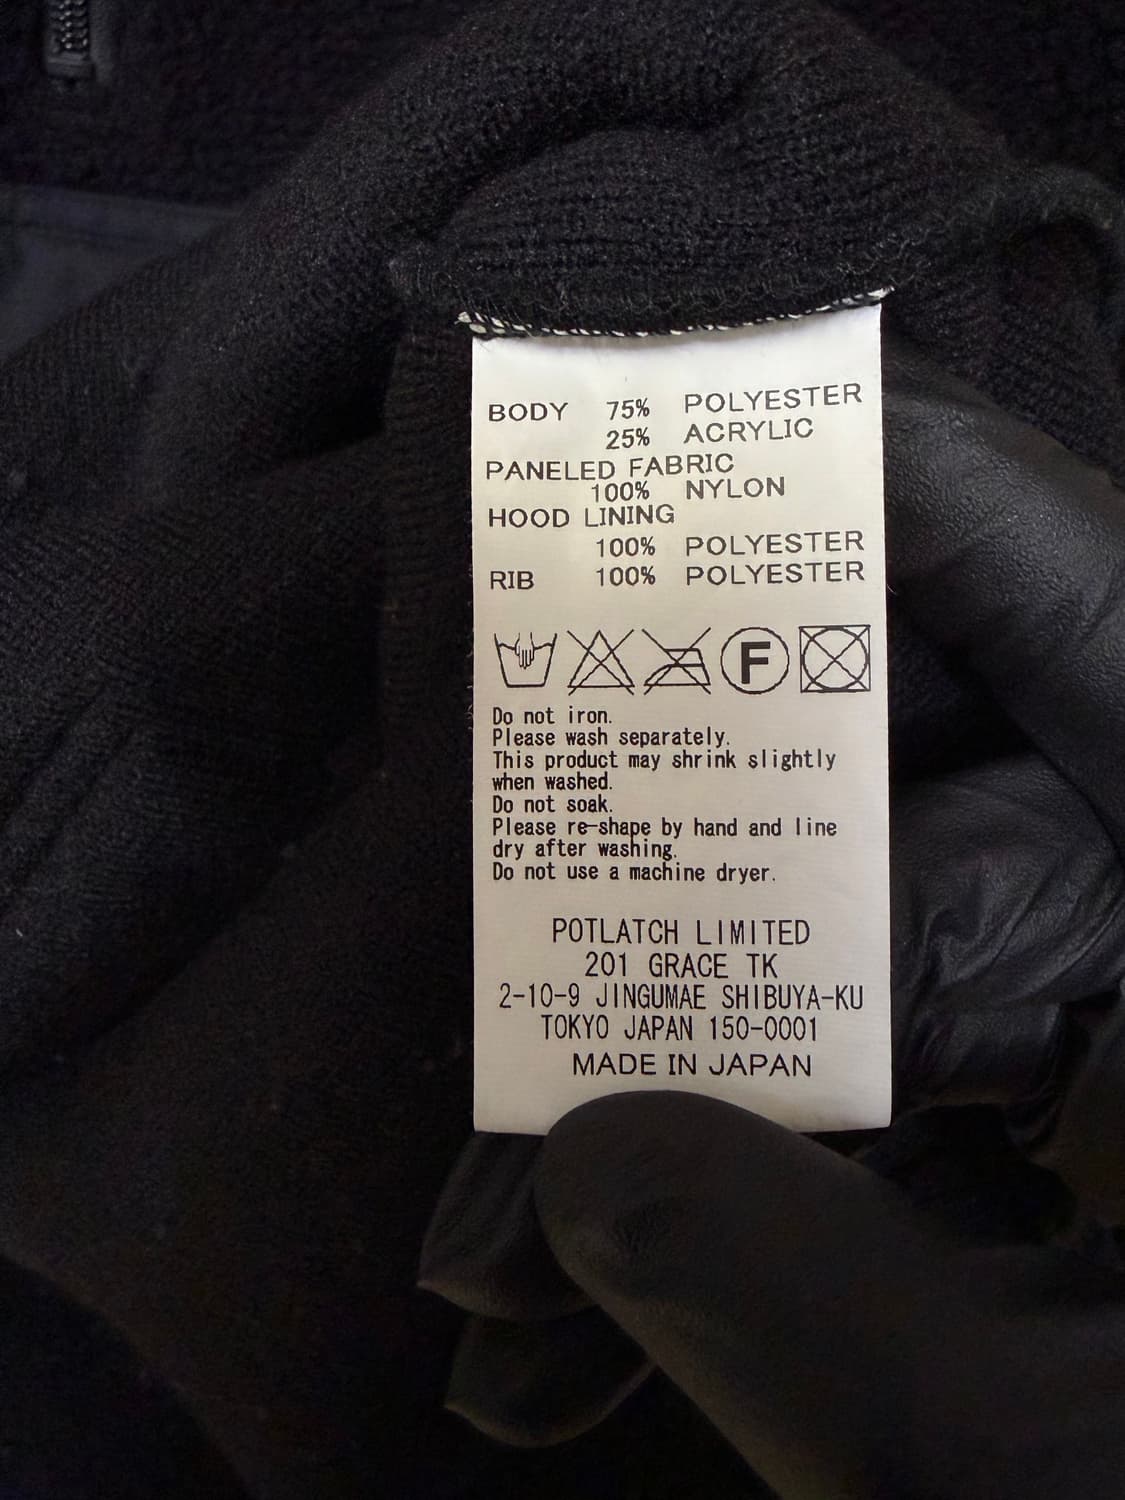 BODY 75% POLYESTER
25% ACRYLIC
PANELED FABRIC
100% NYLON
HOOD LINING
100% POLYESTER
RIB 100% POLYESTER
F
Do not iron.
Please wash separately.
This product may shrink slightly
when washed.
Do not soak.
Please re-shape by hand and line
dry after washing.
Do not use a machine dryer.
POTLATCH LIMITED
201 GRACE TK
2-10-9 JINGUMAE SHIBUYA-KU
TOKYO JAPAN 150-0001
MADE IN JAPAN